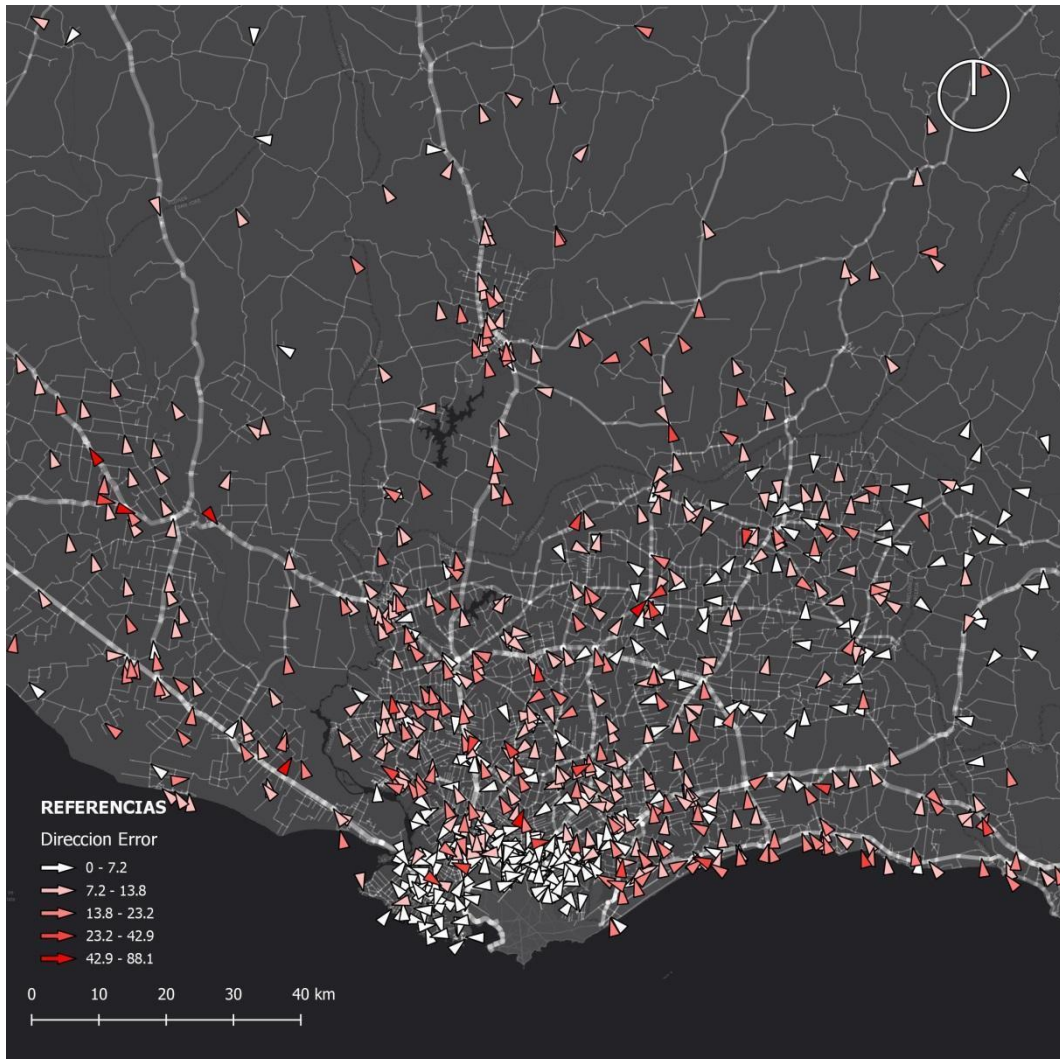 REFERENCIAS
Direccion Error
0 - 7.2
7.2 - 13.8
13.8 - 23.2
23.2 - 42.9
42.9 - 88.1
0 10 20 30 40 km